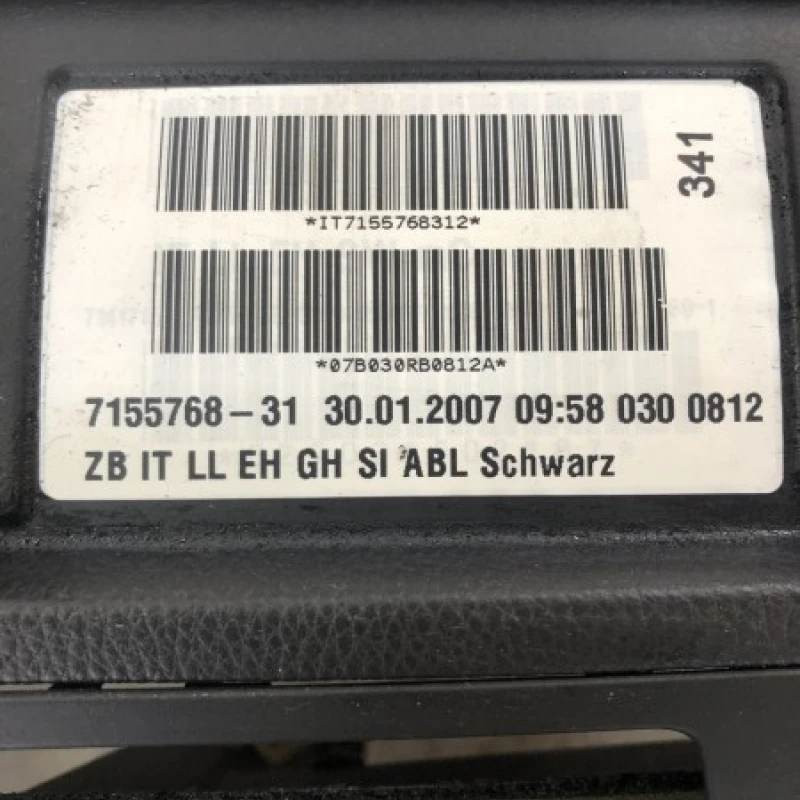 341
*IT7155768312*
*07B030RB0812A*
7155768-31 30.01.2007 09:58 030 0812
ZB IT LL EH GH SI ABL Schwarz